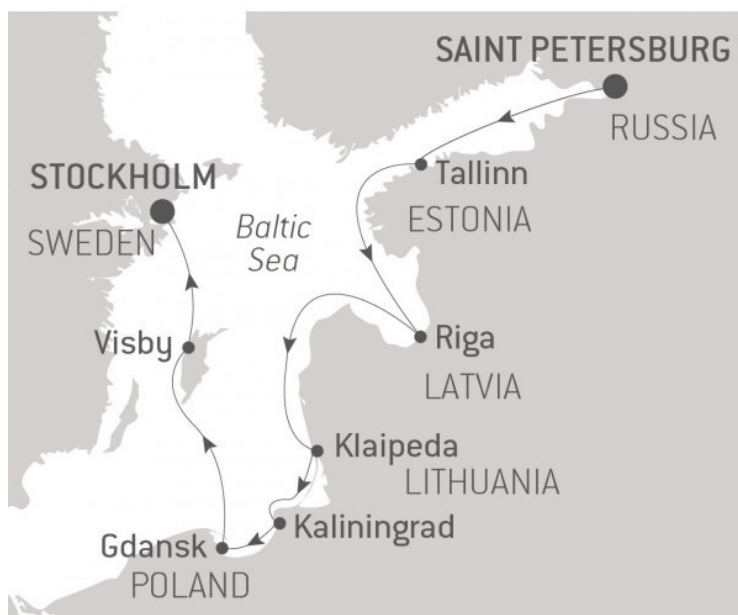 SAINT PETERSBURG
RUSSIA
Tallinn
ESTONIA
STOCKHOLM
SWEDEN
Baltic
Sea
Visby
Riga
LATVIA
Klaipeda
LITHUANIA
Kaliningrad
Gdansk
POLAND